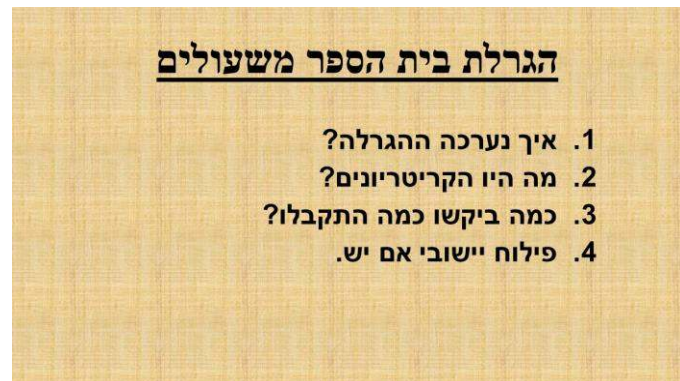 הגרלת בית הספר משעולים
1. איך נערכה ההגרלה?
2. מה היו הקריטריונים?
3. כמה ביקשו כמה התקבלו?
4. פילוח יישובי אם יש.